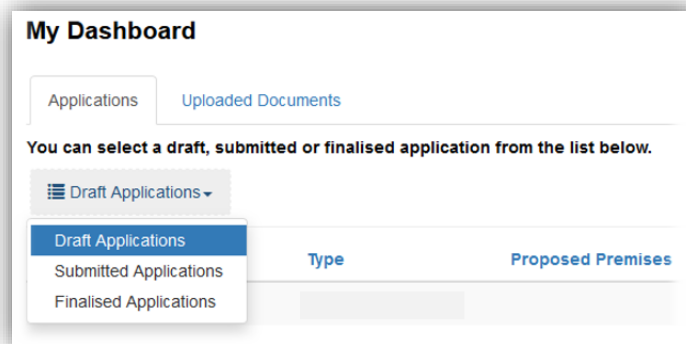 My Dashboard
Applications Uploaded Documents
You can select a draft, submitted or finalised application from the list below.
Draft Applications
Draft Applications
Submitted Applications
Finalised Applications
Type Proposed Premises